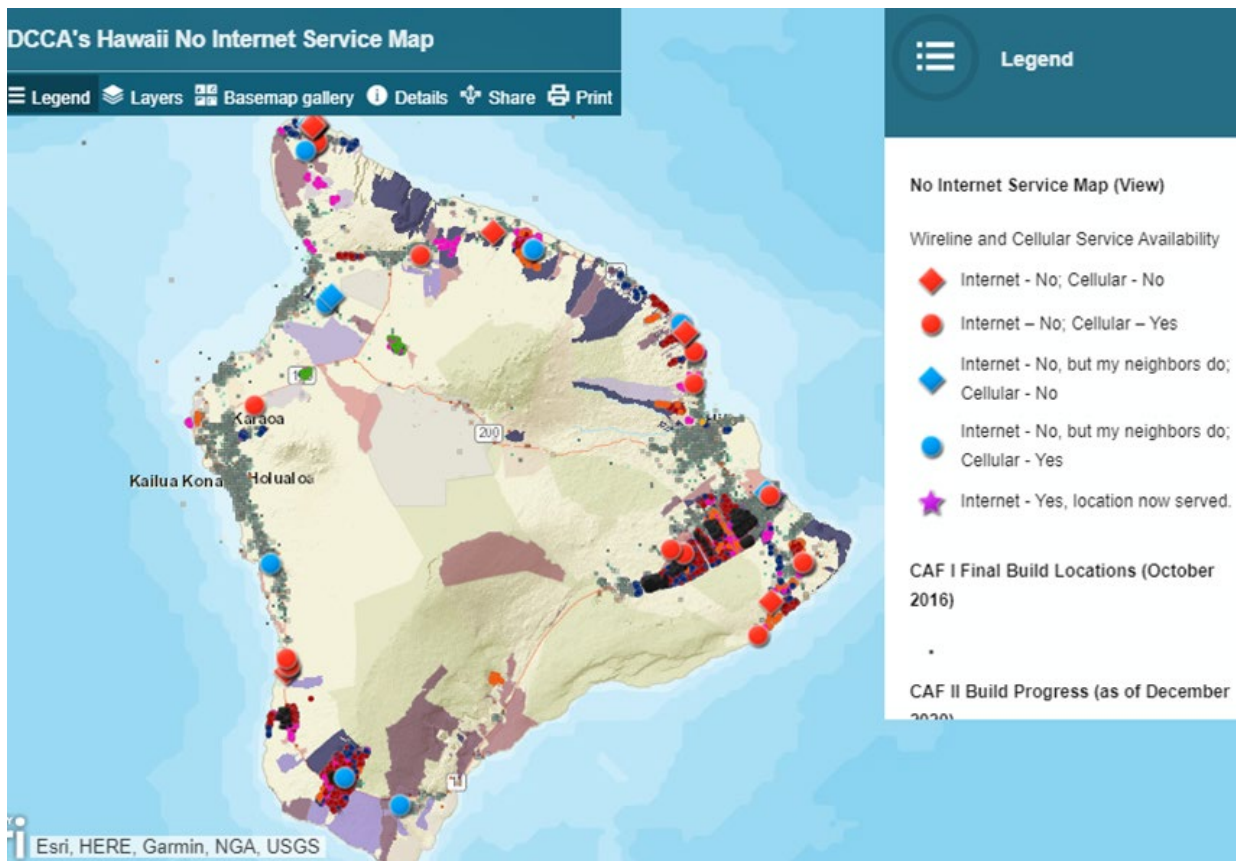 DCCA's Hawaii No Internet Service Map
Legend Layers Basemap gallery Details Share Print
Legend
No Internet Service Map (View)
Wireline and Cellular Service Availability
Internet - No; Cellular - No
Internet – No; Cellular – Yes
Internet - No, but my neighbors do;
Cellular - No
Internet - No, but my neighbors do;
Cellular - Yes
Internet - Yes, location now served.
CAF I Final Build Locations (October
2016)
CAF II Build Progress (as of December
2020)
200
Karaoa
Kailua Kona
Holualoa
Esri, HERE, Garmin, NGA, USGS